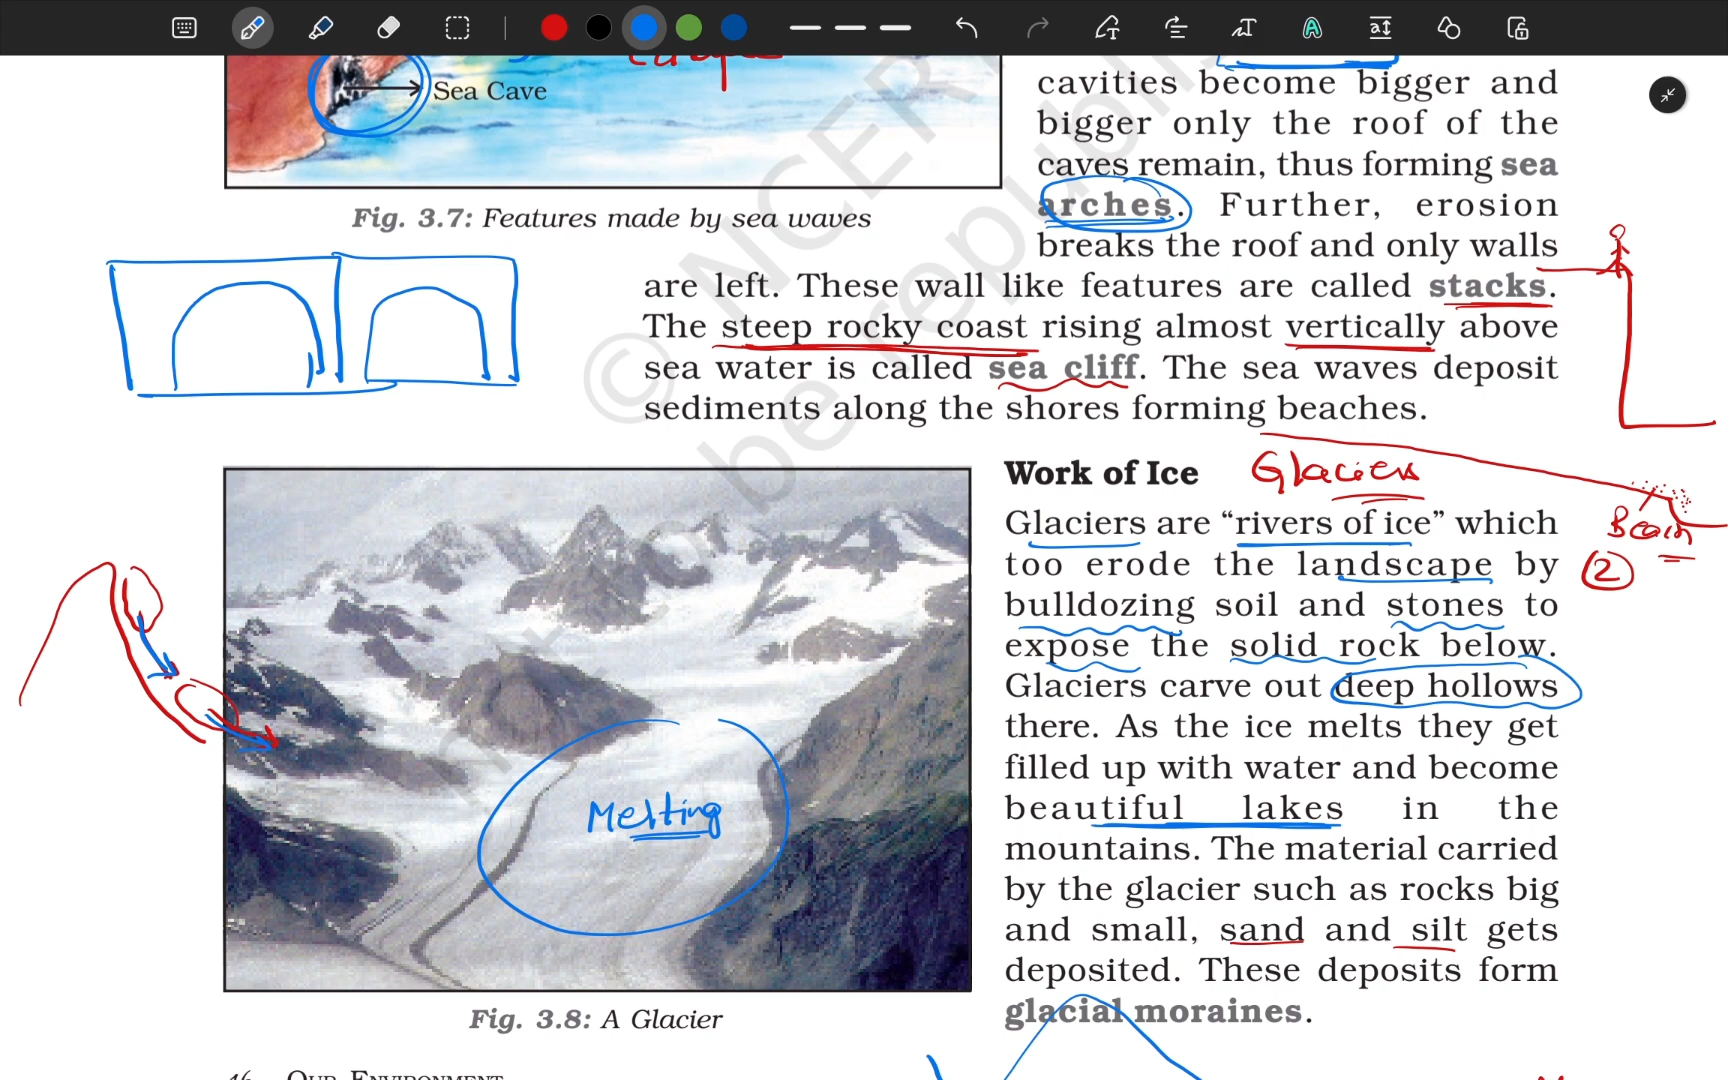 Sea Cave
Fig. 3.7: Features made by sea waves
cavities become bigger and
bigger only the roof of the
caves remain, thus forming sea
arches. Further, erosion
breaks the roof and only walls
are left. These wall like features are called stacks.
The steep rocky coast rising almost vertically above
sea water is called sea cliff. The sea waves deposit
sediments along the shores forming beaches.
Work of Ice
Glaciers
Glaciers are “rivers of ice” which
too erode the landscape by
bulldozing soil and stones to
expose the solid rock below.
Glaciers carve out deep hollows
there. As the ice melts they get
filled up with water and become
beautiful lakes in the
mountains. The material carried
by the glacier such as rocks big
and small, sand and silt gets
deposited. These deposits form
glacial moraines.
Beach
2
Melting
Fig. 3.8: A Glacier
46 OUR ENVIRONMENT
© NCERT
not to be republi